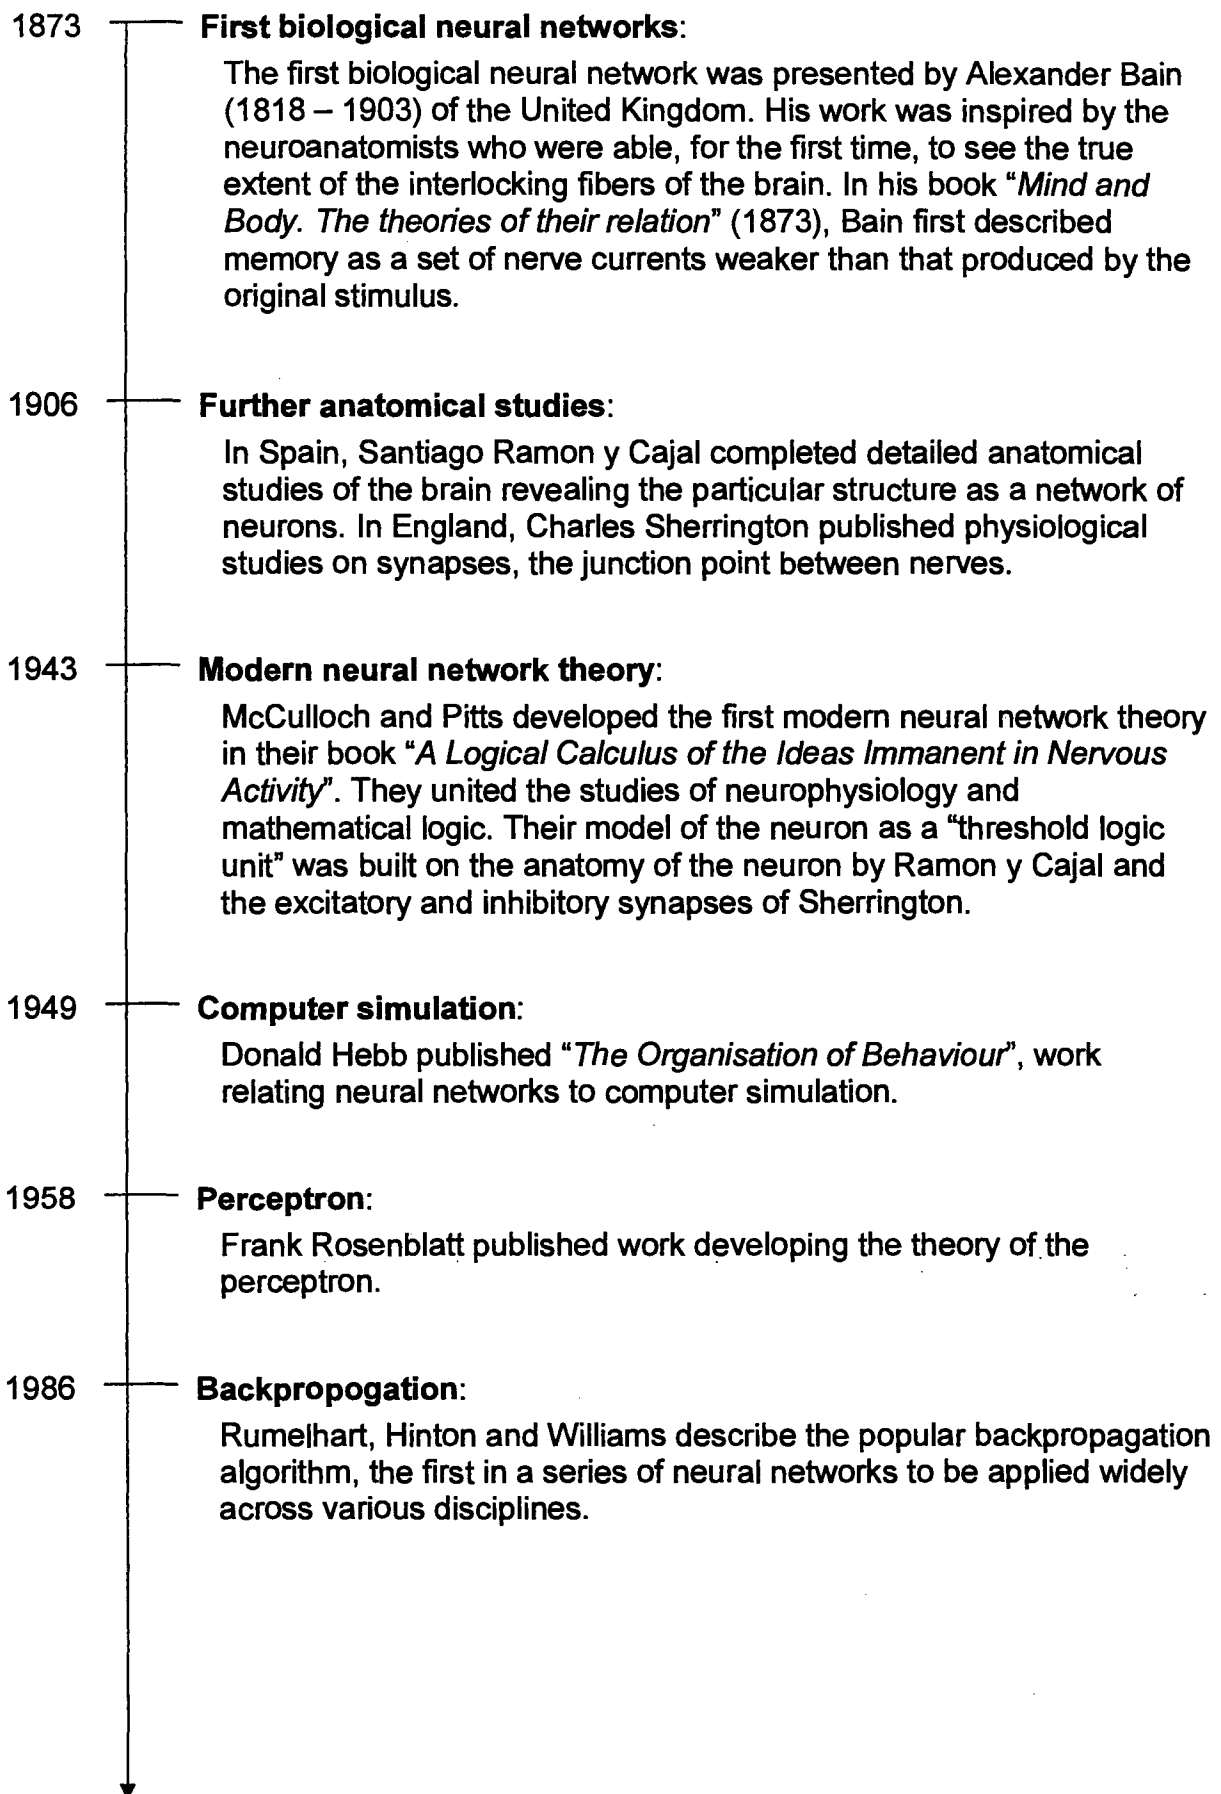 1873 First biological neural networks:
The first biological neural network was presented by Alexander Bain
(1818 – 1903) of the United Kingdom. His work was inspired by the
neuroanatomists who were able, for the first time, to see the true
extent of the interlocking fibers of the brain. In his book “Mind and
Body. The theories of their relation” (1873), Bain first described
memory as a set of nerve currents weaker than that produced by the
original stimulus.
1906 Further anatomical studies:
In Spain, Santiago Ramon y Cajal completed detailed anatomical
studies of the brain revealing the particular structure as a network of
neurons. In England, Charles Sherrington published physiological
studies on synapses, the junction point between nerves.
1943 Modern neural network theory:
McCulloch and Pitts developed the first modern neural network theory
in their book “A Logical Calculus of the Ideas Immanent in Nervous
Activity”. They united the studies of neurophysiology and
mathematical logic. Their model of the neuron as a “threshold logic
unit” was built on the anatomy of the neuron by Ramon y Cajal and
the excitatory and inhibitory synapses of Sherrington.
1949 Computer simulation:
Donald Hebb published “The Organisation of Behaviour”, work
relating neural networks to computer simulation.
1958 Perceptron:
Frank Rosenblatt published work developing the theory of the
perceptron.
1986 Backpropogation:
Rumelhart, Hinton and Williams describe the popular backpropagation
algorithm, the first in a series of neural networks to be applied widely
across various disciplines.